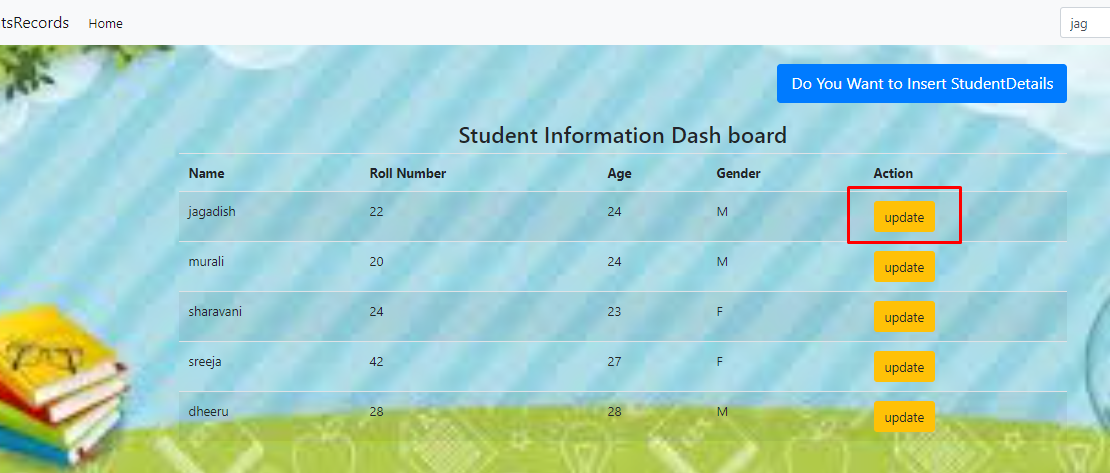 tsRecords Home jag
Do You Want to Insert StudentDetails
Student Information Dash board
Name Roll Number Age Gender Action
jagadish 22 24 M update
murali 20 24 M update
sharavani 24 23 F update
sreeja 42 27 F update
dheeru 28 28 M update